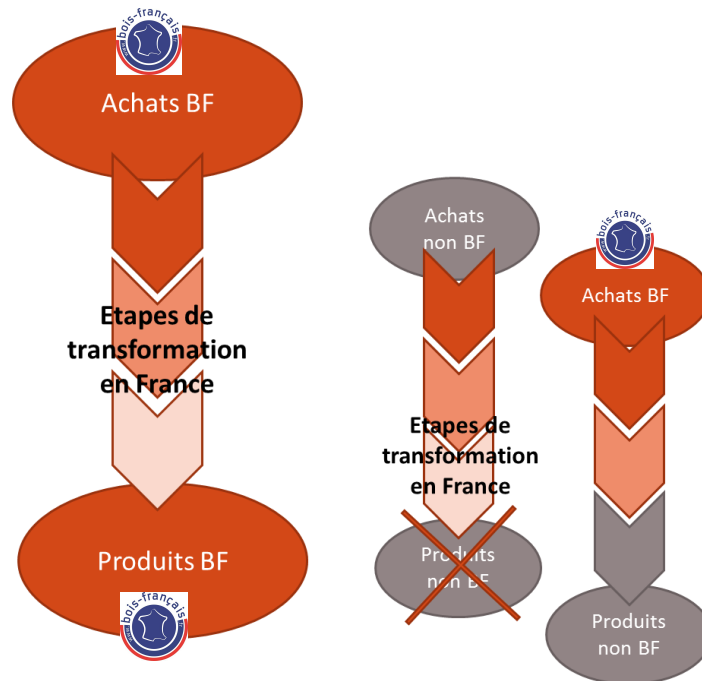 bois-français
Achats BF
Etapes de
transformation
en France
Produits BF
bois-français
Achats
non BF
Etapes de
transformation
en France
Produits
non BF
bois-français
Achats BF
Produits
non BF